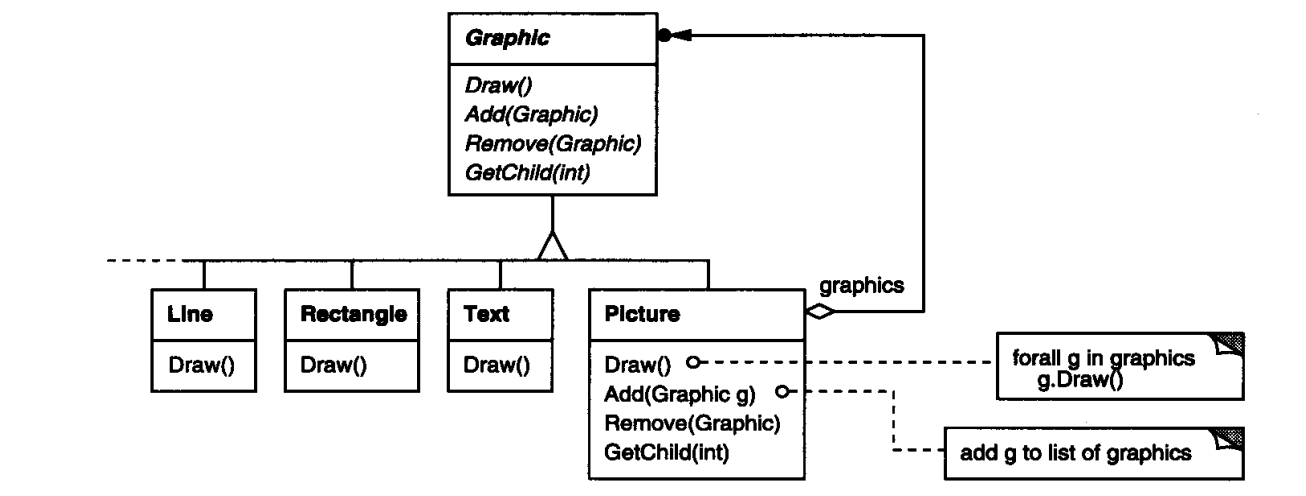 Graphic
Draw()
Add(Graphic)
Remove(Graphic)
GetChild(int)
graphics
Line
Draw()
Rectangle
Draw()
Text
Draw()
Picture
Draw()
Add(Graphic g)
Remove(Graphic)
GetChild(int)
forall g in graphics
g.Draw()
add g to list of graphics